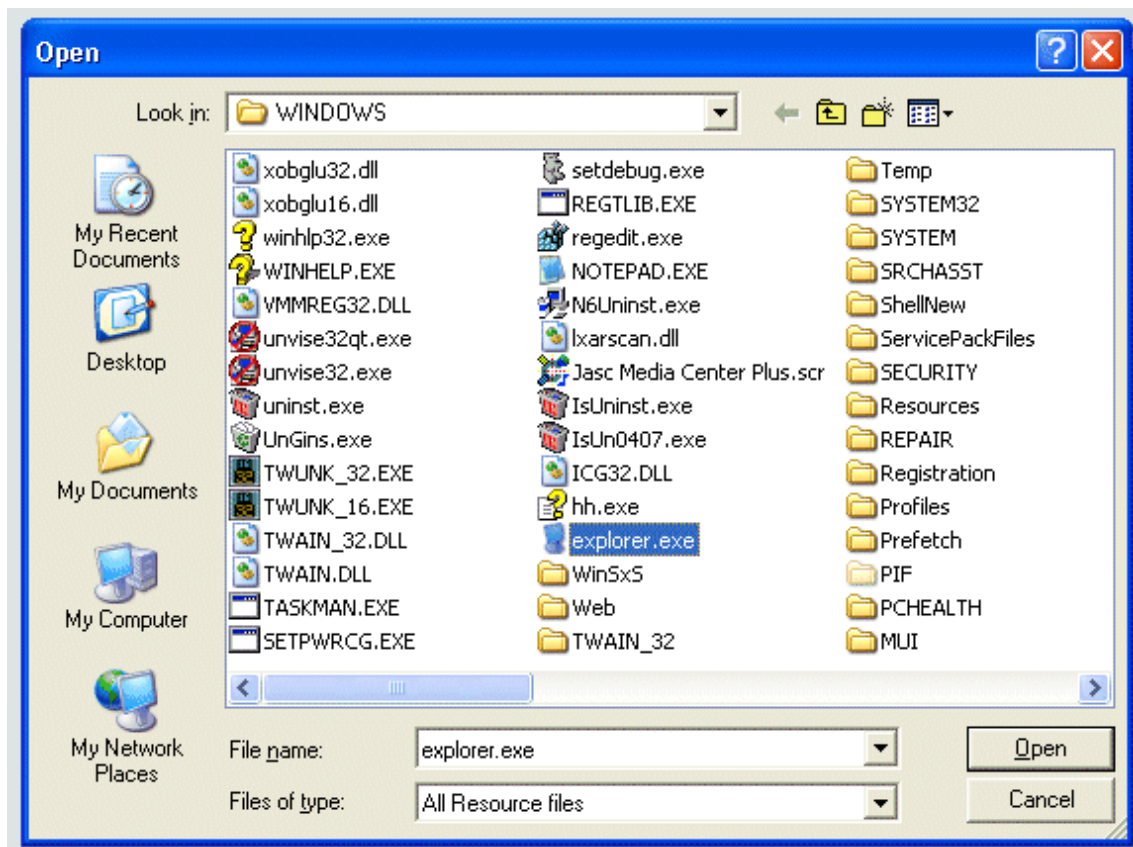 Open
Look in:
WINDOWS
My Recent
Documents
Desktop
My Documents
My Computer
My Network
Places
xobglu32.dll
xobglu16.dll
winhlp32.exe
WINHELP.EXE
VMMREG32.DLL
unvise32qt.exe
unvise32.exe
uninst.exe
UnGins.exe
TWUNK_32.EXE
TWUNK_16.EXE
TWAIN_32.DLL
TWAIN.DLL
TASKMAN.EXE
SETPWRCG.EXE
setdebug.exe
REGTLIB.EXE
regedit.exe
NOTEPAD.EXE
N6Uninst.exe
lxarscan.dll
Jasc Media Center Plus.scr
IsUninst.exe
IsUn0407.exe
ICG32.DLL
hh.exe
explorer.exe
WinSxS
Web
TWAIN_32
Temp
SYSTEM32
SYSTEM
SRCHASST
ShellNew
ServicePackFiles
SECURITY
Resources
REPAIR
Registration
Profiles
Prefetch
PIF
PCHEALTH
MUI
File name:
explorer.exe
Open
Files of type:
All Resource files
Cancel